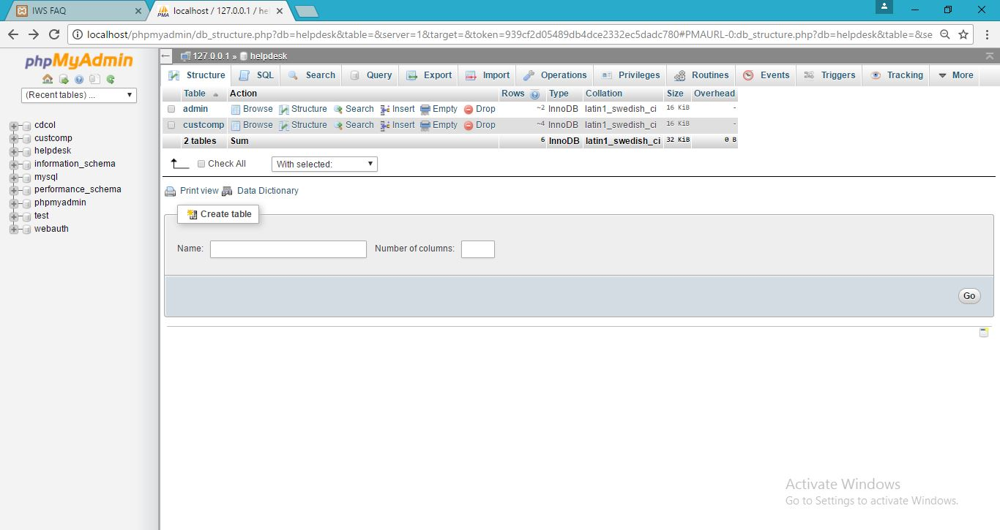 IWS FAQ
localhost / 127.0.0.1 / hel
localhost/phpmyadmin/db_structure.php?db=helpdesk&table=&server=1&target=&token=939cf2d05489db4dce2332ec5dadc780#PMAURL-0:db_structure.php?db=helpdesk&table=&se
phpMyAdmin
(Recent tables) ...
cdcol
custcomp
helpdesk
information_schema
mysql
performance_schema
phpmyadmin
test
webauth
127.0.0.1 » helpdesk
Structure SQL Search Query Export Import Operations Privileges Routines Events Triggers Tracking More
Table Action Rows Type Collation Size Overhead
admin Browse Structure Search Insert Empty Drop ~2 InnoDB latin1_swedish_ci 16 KiB -
custcomp Browse Structure Search Insert Empty Drop ~4 InnoDB latin1_swedish_ci 16 KiB -
2 tables Sum 6 InnoDB latin1_swedish_ci 32 KiB 0 B
Check All With selected:
Print view Data Dictionary
Create table
Name: Number of columns:
Go
Activate Windows
Go to Settings to activate Windows.